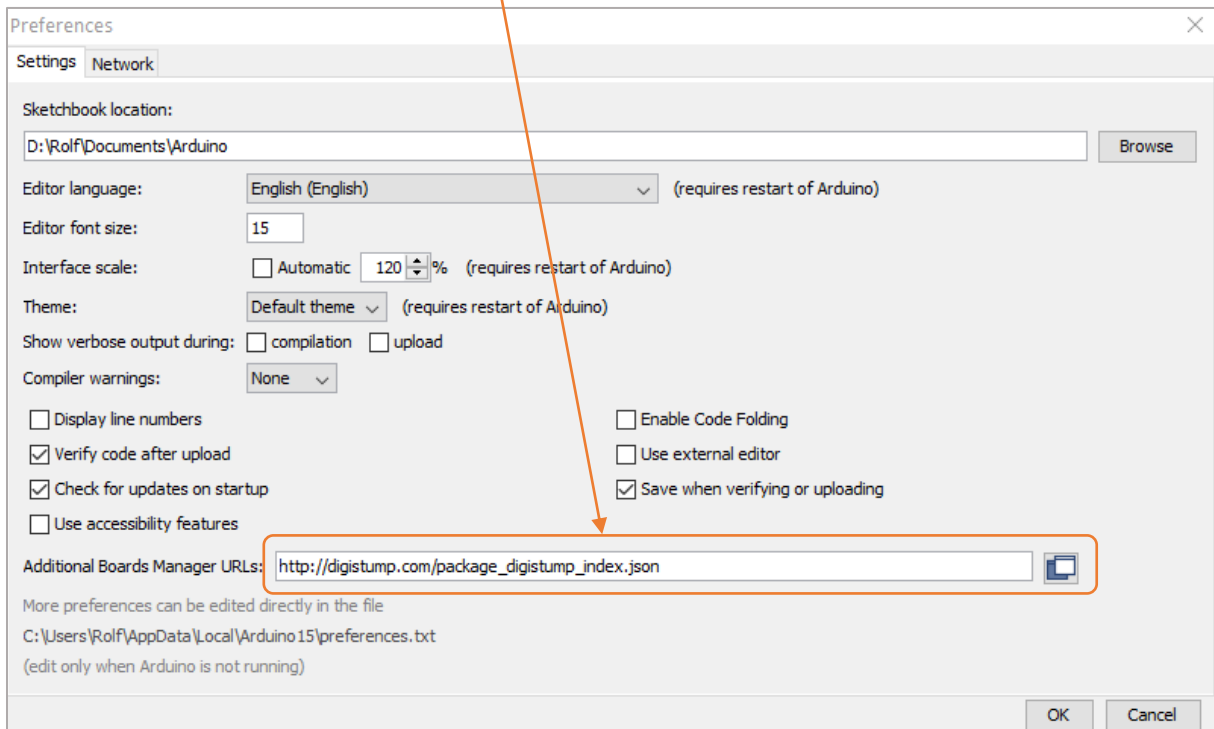 Preferences
Settings Network
Sketchbook location:
D:\Rolf\Documents\Arduino Browse
Editor language: English (English) (requires restart of Arduino)
Editor font size: 15
Interface scale: Automatic 120 % (requires restart of Arduino)
Theme: Default theme (requires restart of Arduino)
Show verbose output during: compilation upload
Compiler warnings: None
Display line numbers Enable Code Folding
Verify code after upload Use external editor
Check for updates on startup Save when verifying or uploading
Use accessibility features
Additional Boards Manager URLs: http://digistump.com/package_digistump_index.json
More preferences can be edited directly in the file
C:\Users\Rolf\AppData\Local\Arduino15\preferences.txt
(edit only when Arduino is not running)
OK Cancel